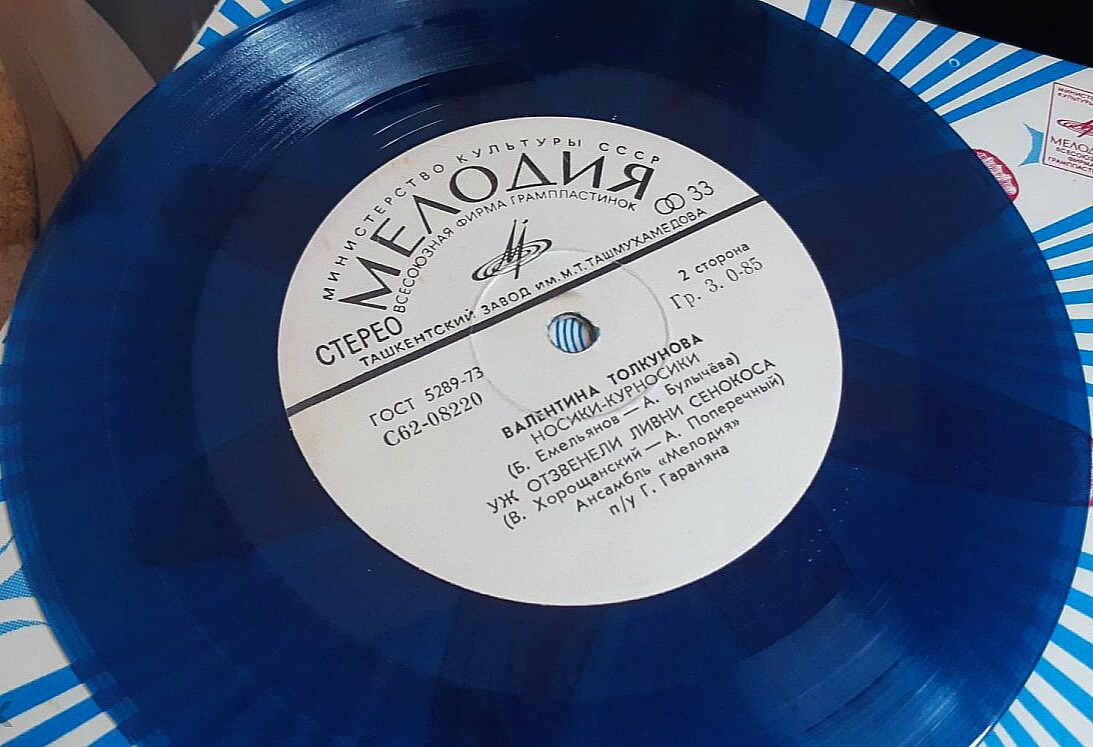 МИНИСТЕРСТВО КУЛЬТУРЫ СССР
МЕЛОДИЯ
ВСЕСОЮЗНАЯ ФИРМА ГРАМПЛАСТИНОК
СТЕРЕО
33
ТАШКЕНТСКИЙ ЗАВОД ИМ. М.Т. ТАШМУХАМЕДОВА
2 сторона
Гр. 3. 0-85
ГОСТ 5289-73
С62-08220
ВАЛЕНТИНА ТОЛКУНОВА
НОСИКИ-КУРНОСИКИ
(Б. Емельянов — А. Булычёва)
УЖ ОТЗВЕНЕЛИ ЛИВНИ СЕНОКОСА
(В. Хорощанский — А. Поперечный)
Ансамбль «Мелодия»
п/у Г. Гараняна